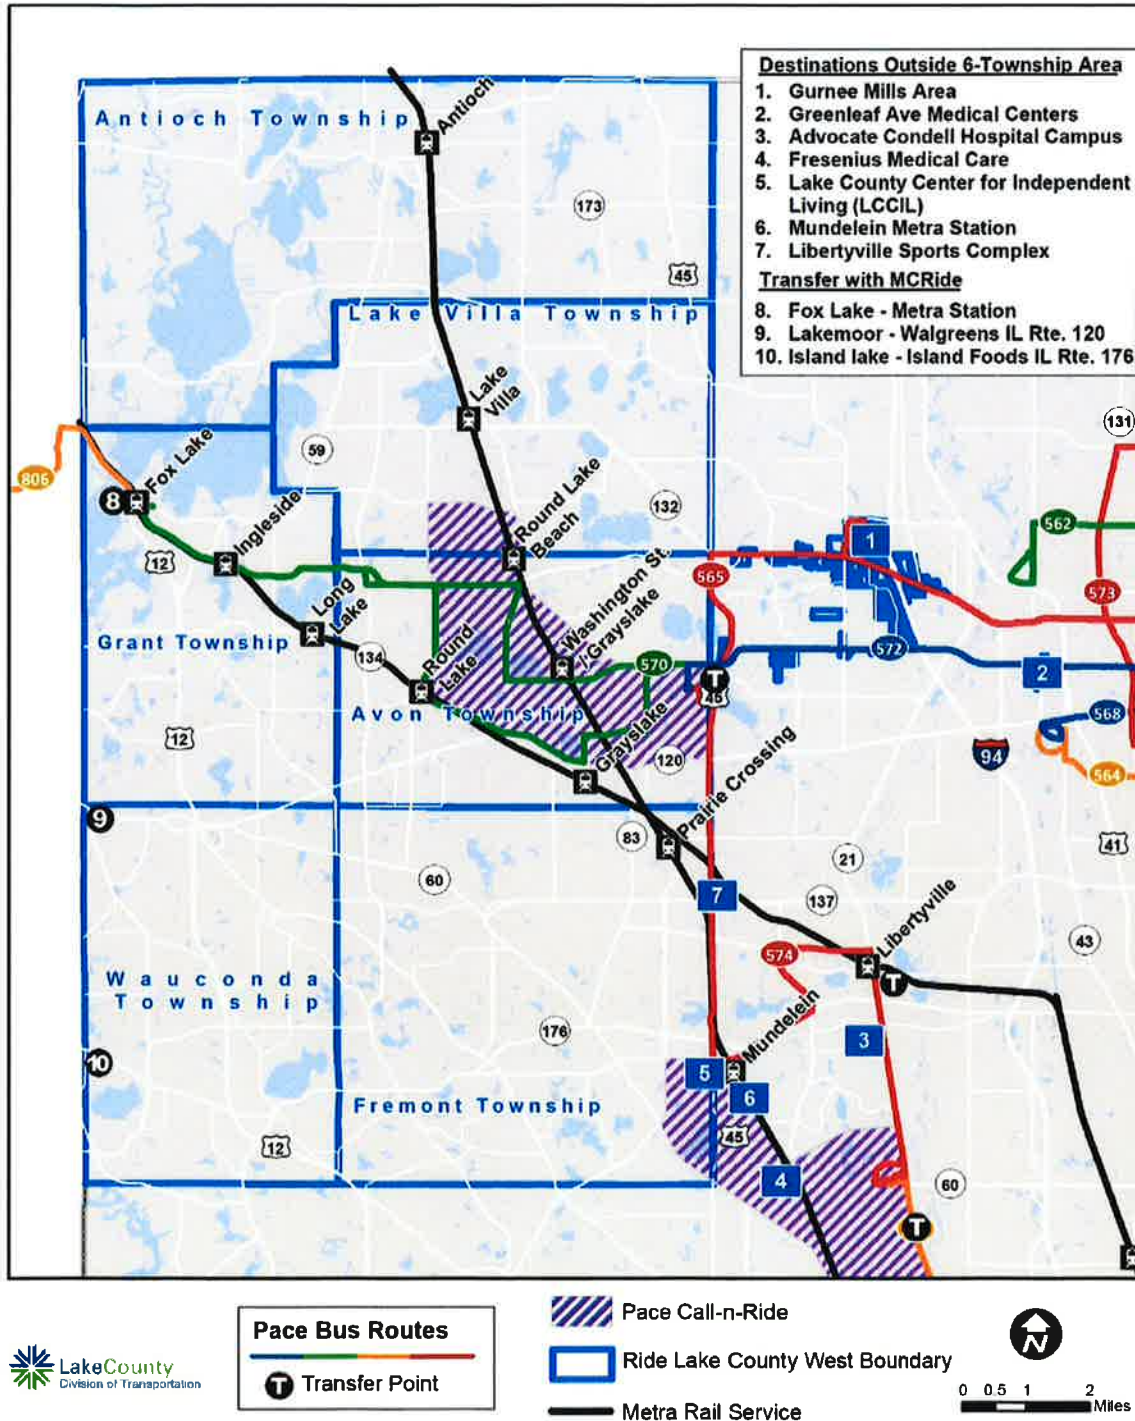 Destinations Outside 6-Township Area
1. Gurnee Mills Area
2. Greenleaf Ave Medical Centers
3. Advocate Condell Hospital Campus
4. Fresenius Medical Care
5. Lake County Center for Independent
Living (LCCIL)
6. Mundelein Metra Station
7. Libertyville Sports Complex
Transfer with MCRide
8. Fox Lake - Metra Station
9. Lakemoor - Walgreens IL Rte. 120
10. Island lake - Island Foods IL Rte. 176
Antioch Township
Antioch
173
45
Lake Villa Township
Lake
Villa
131
59
806
8
Fox Lake
Ingleside
Round Lake
Beach
132
562
1
12
Long
Lake
565
573
Washington St.
/ Grayslake
Grant Township
134
Round
Lake
570
572
2
T
45
Avon Township
568
12
Grayslake
120
94
564
Prairie Crossing
9
83
41
21
60
7
137
Libertyville
43
574
T
Wauconda
Township
Mundelein
176
3
10
5
6
Fremont Township
45
12
4
60
T
Pace Bus Routes
T Transfer Point
Pace Call-n-Ride
Ride Lake County West Boundary
Metra Rail Service
N
0 0.5 1 2
Miles
LakeCounty
Division of Transportation